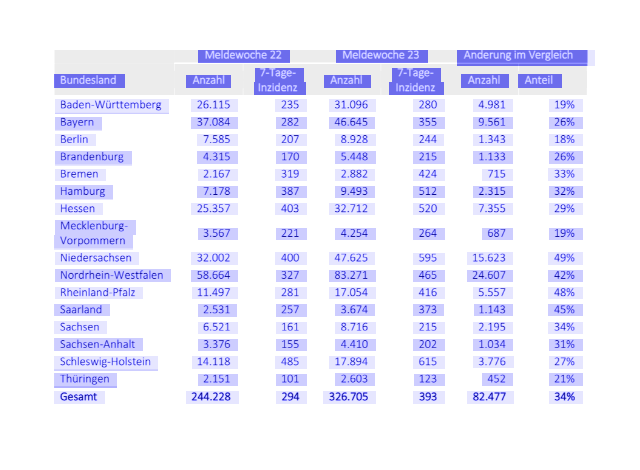 Meldewoche 22 Meldewoche 23 Änderung im Vergleich
Bundesland Anzahl 7-Tage-Inzidenz Anzahl 7-Tage-Inzidenz Anzahl Anteil
Baden-Württemberg 26.115 235 31.096 280 4.981 19%
Bayern 37.084 282 46.645 355 9.561 26%
Berlin 7.585 207 8.928 244 1.343 18%
Brandenburg 4.315 170 5.448 215 1.133 26%
Bremen 2.167 319 2.882 424 715 33%
Hamburg 7.178 387 9.493 512 2.315 32%
Hessen 25.357 403 32.712 520 7.355 29%
Mecklenburg-
Vorpommern 3.567 221 4.254 264 687 19%
Niedersachsen 32.002 400 47.625 595 15.623 49%
Nordrhein-Westfalen 58.664 327 83.271 465 24.607 42%
Rheinland-Pfalz 11.497 281 17.054 416 5.557 48%
Saarland 2.531 257 3.674 373 1.143 45%
Sachsen 6.521 161 8.716 215 2.195 34%
Sachsen-Anhalt 3.376 155 4.410 202 1.034 31%
Schleswig-Holstein 14.118 485 17.894 615 3.776 27%
Thüringen 2.151 101 2.603 123 452 21%
Gesamt 244.228 294 326.705 393 82.477 34%